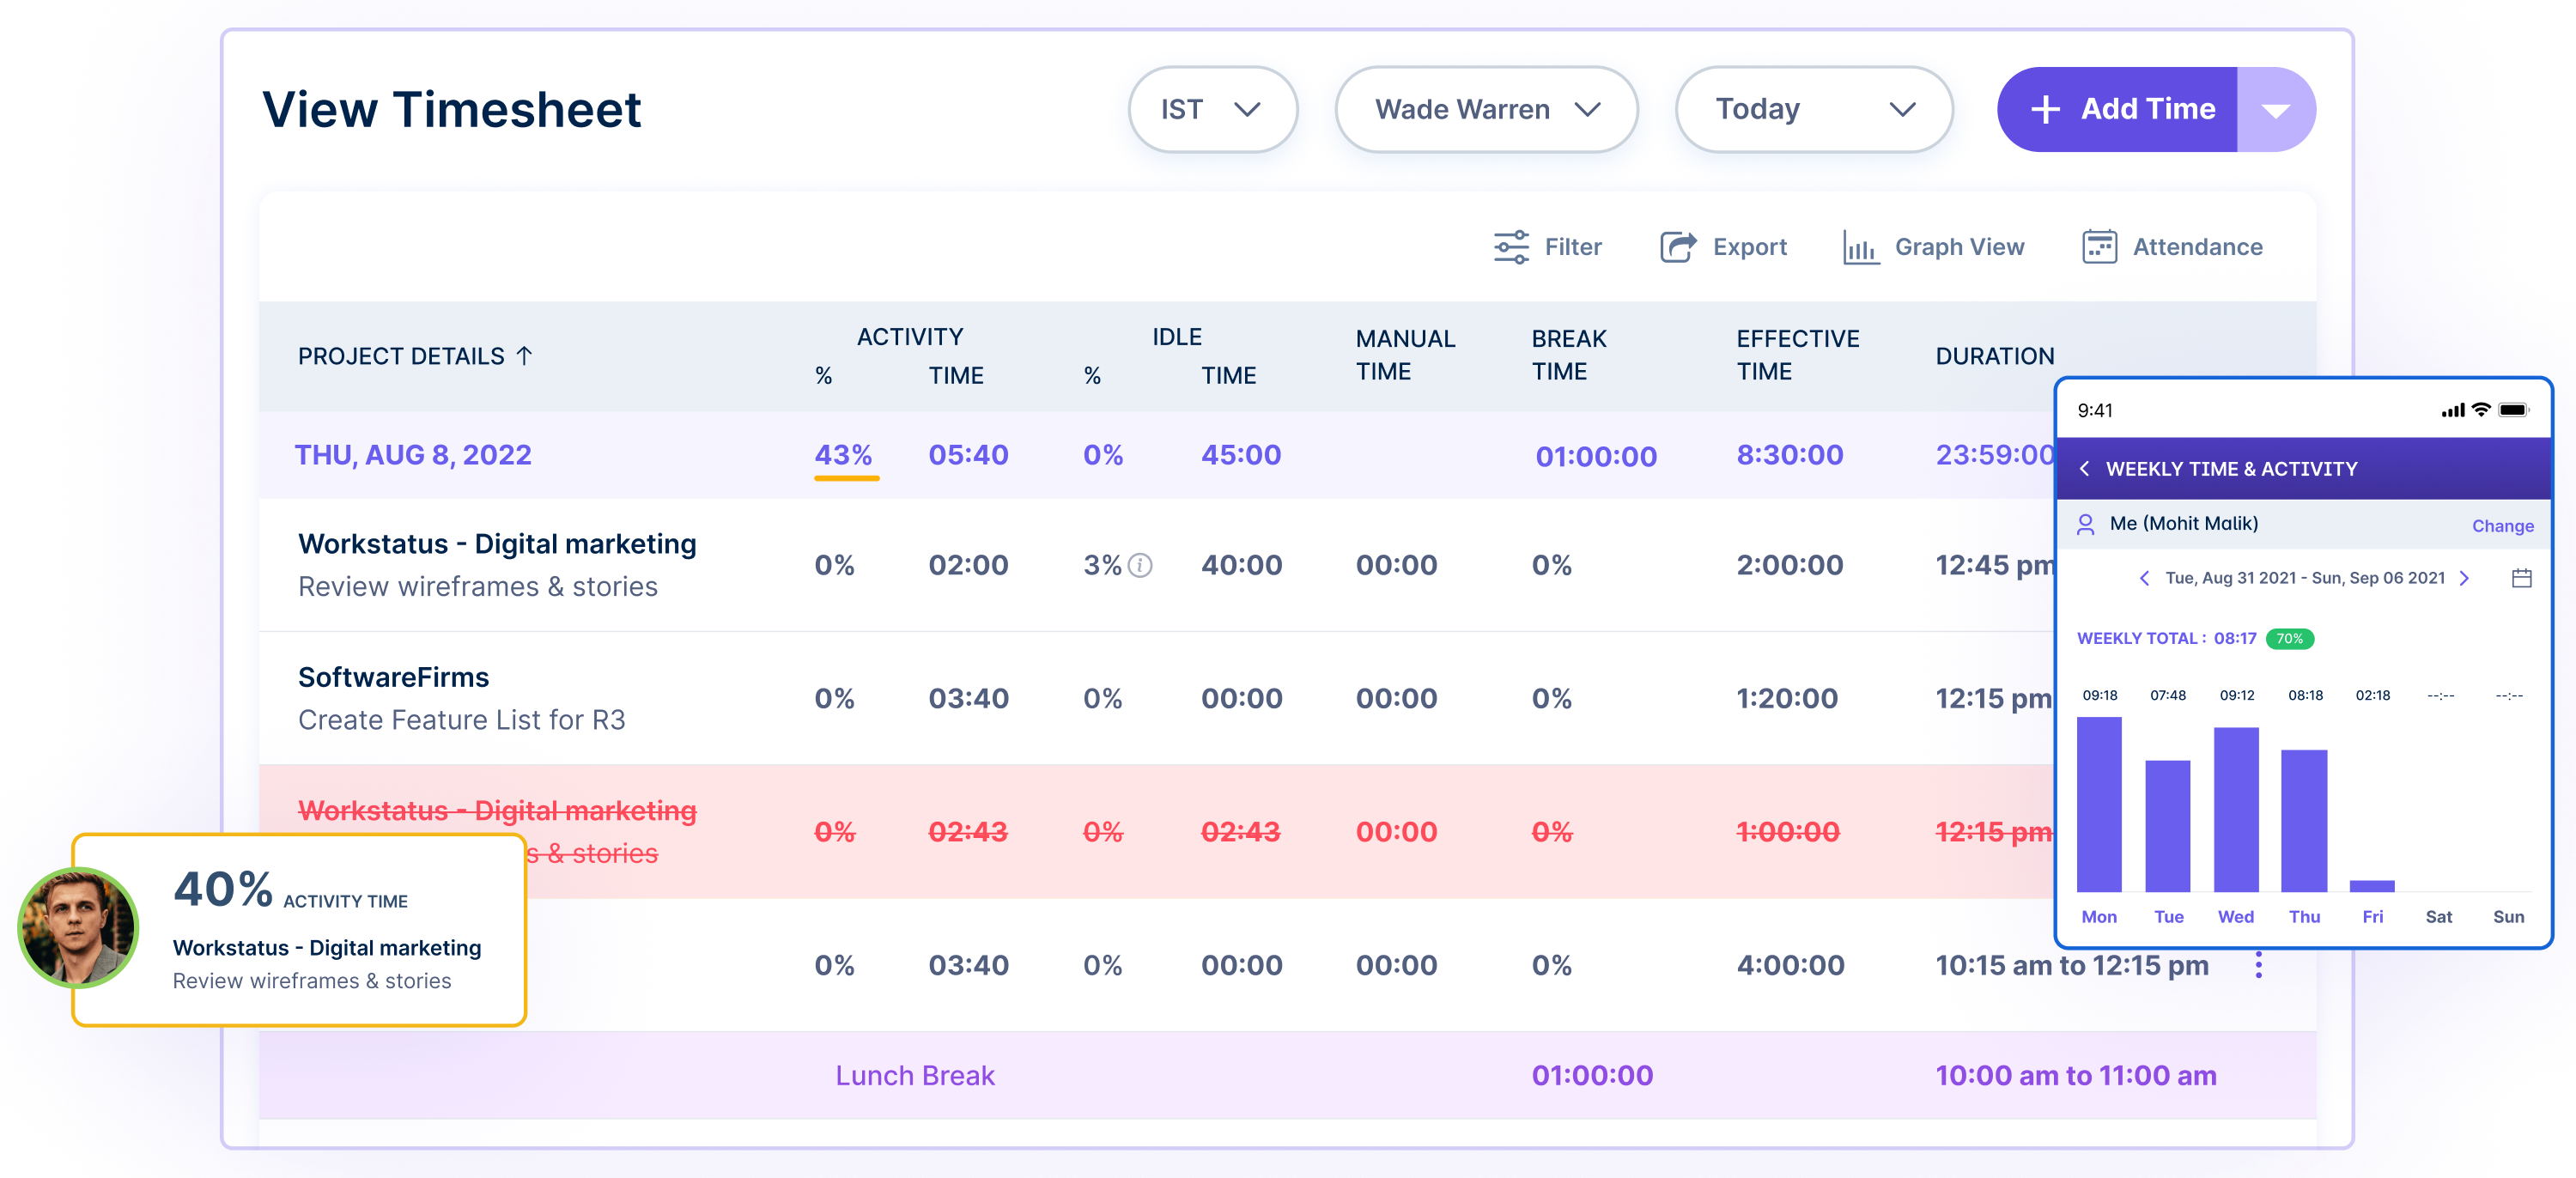 View Timesheet
IST
Wade Warren
Today
+ Add Time
Filter
Export
Graph View
Attendance
PROJECT DETAILS ↑ ACTIVITY % TIME IDLE % TIME MANUAL TIME BREAK TIME EFFECTIVE TIME DURATION
THU, AUG 8, 2022 43% 05:40 0% 45:00 01:00:00 8:30:00 23:59:00
Workstatus - Digital marketing
Review wireframes & stories
0% 02:00 3% i 40:00 00:00 0% 2:00:00 12:45 pm
SoftwareFirms
Create Feature List for R3
0% 03:40 0% 00:00 00:00 0% 1:20:00 12:15 pm
Workstatus - Digital marketing
s & stories
0% 02:43 0% 02:43 00:00 0% 1:00:00 12:15 pm
0% 03:40 0% 00:00 00:00 0% 4:00:00 10:15 am to 12:15 pm
Lunch Break 01:00:00 10:00 am to 11:00 am
40% ACTIVITY TIME
Workstatus - Digital marketing
Review wireframes & stories
9:41
WEEKLY TIME & ACTIVITY
Me (Mohit Malik) Change
Tue, Aug 31 2021 - Sun, Sep 06 2021
WEEKLY TOTAL : 08:17 70%
09:18 07:48 09:12 08:18 02:18 --:-- --:--
Mon Tue Wed Thu Fri Sat Sun